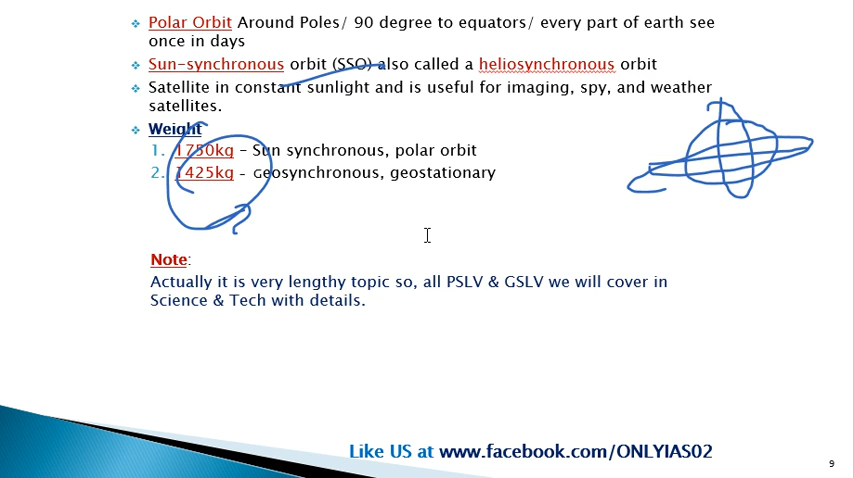 Polar Orbit Around Poles/ 90 degree to equators/ every part of earth see
once in days
Sun-synchronous orbit (SSO) also called a heliosynchronous orbit
Satellite in constant sunlight and is useful for imaging, spy, and weather
satellites.
Weight
1. 1750kg – Sun synchronous, polar orbit
2. 1425kg - Geosynchronous, geostationary
Note:
Actually it is very lengthy topic so, all PSLV & GSLV we will cover in
Science & Tech with details.
Like US at www.facebook.com/ONLYIAS02
9